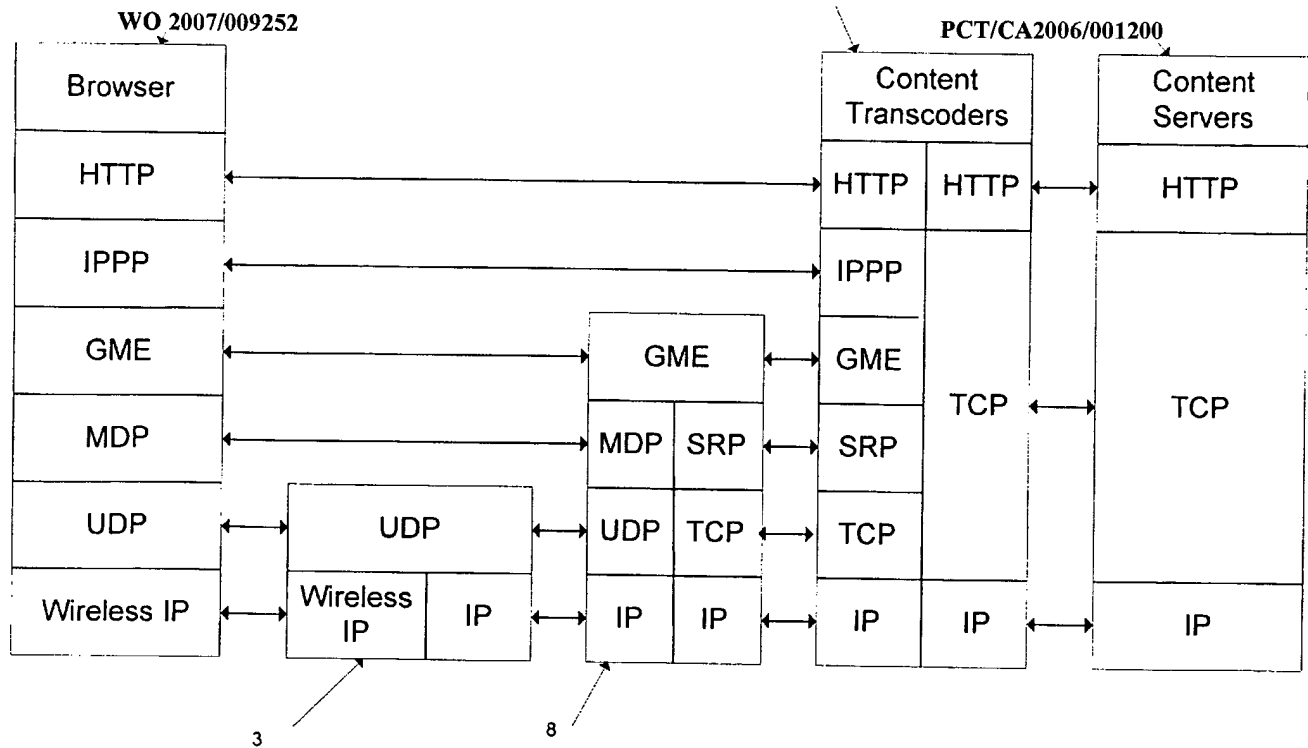 WO 2007/009252
PCT/CA2006/001200
Browser
HTTP
IPPP
GME
MDP
UDP
Wireless IP
UDP
Wireless
IP
IP
3
GME
MDP
SRP
UDP
TCP
IP
IP
8
Content
Transcoders
HTTP
HTTP
IPPP
GME
SRP
TCP
TCP
IP
IP
Content
Servers
HTTP
TCP
IP